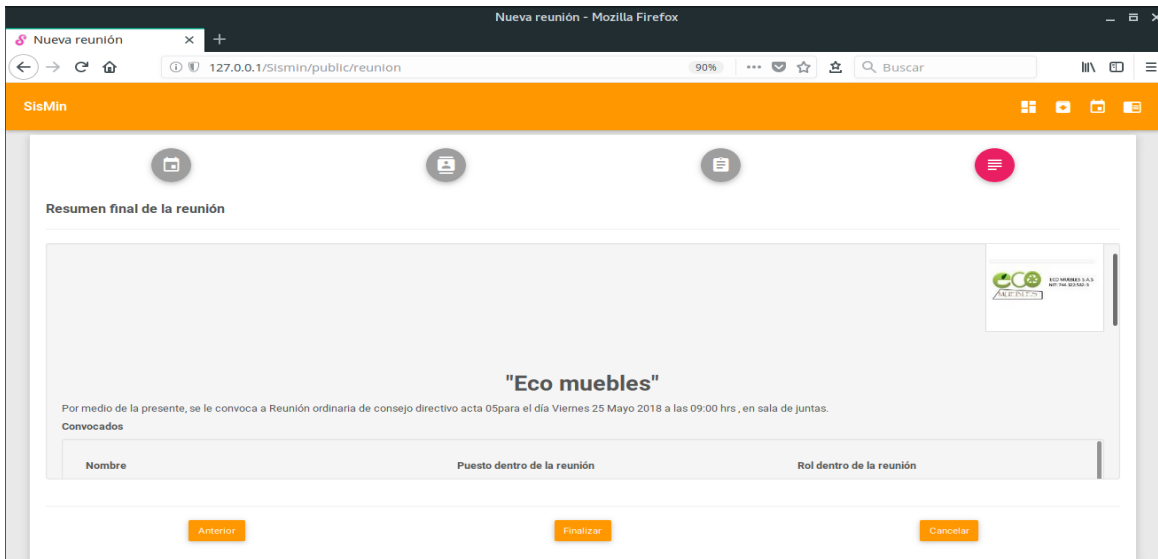 Nueva reunión - Mozilla Firefox
Nueva reunión
127.0.0.1/Sismin/public/reunion
90%
Buscar
SisMin
Resumen final de la reunión
eco
MUEBLES
ECO MUEBLES S.A.S
"Eco muebles"
Por medio de la presente, se le convoca a Reunión ordinaria de consejo directivo acta 05para el día Viernes 25 Mayo 2018 a las 09:00 hrs , en sala de juntas.
Convocados
Nombre Puesto dentro de la reunión Rol dentro de la reunión
Anterior Finalizar Cancelar